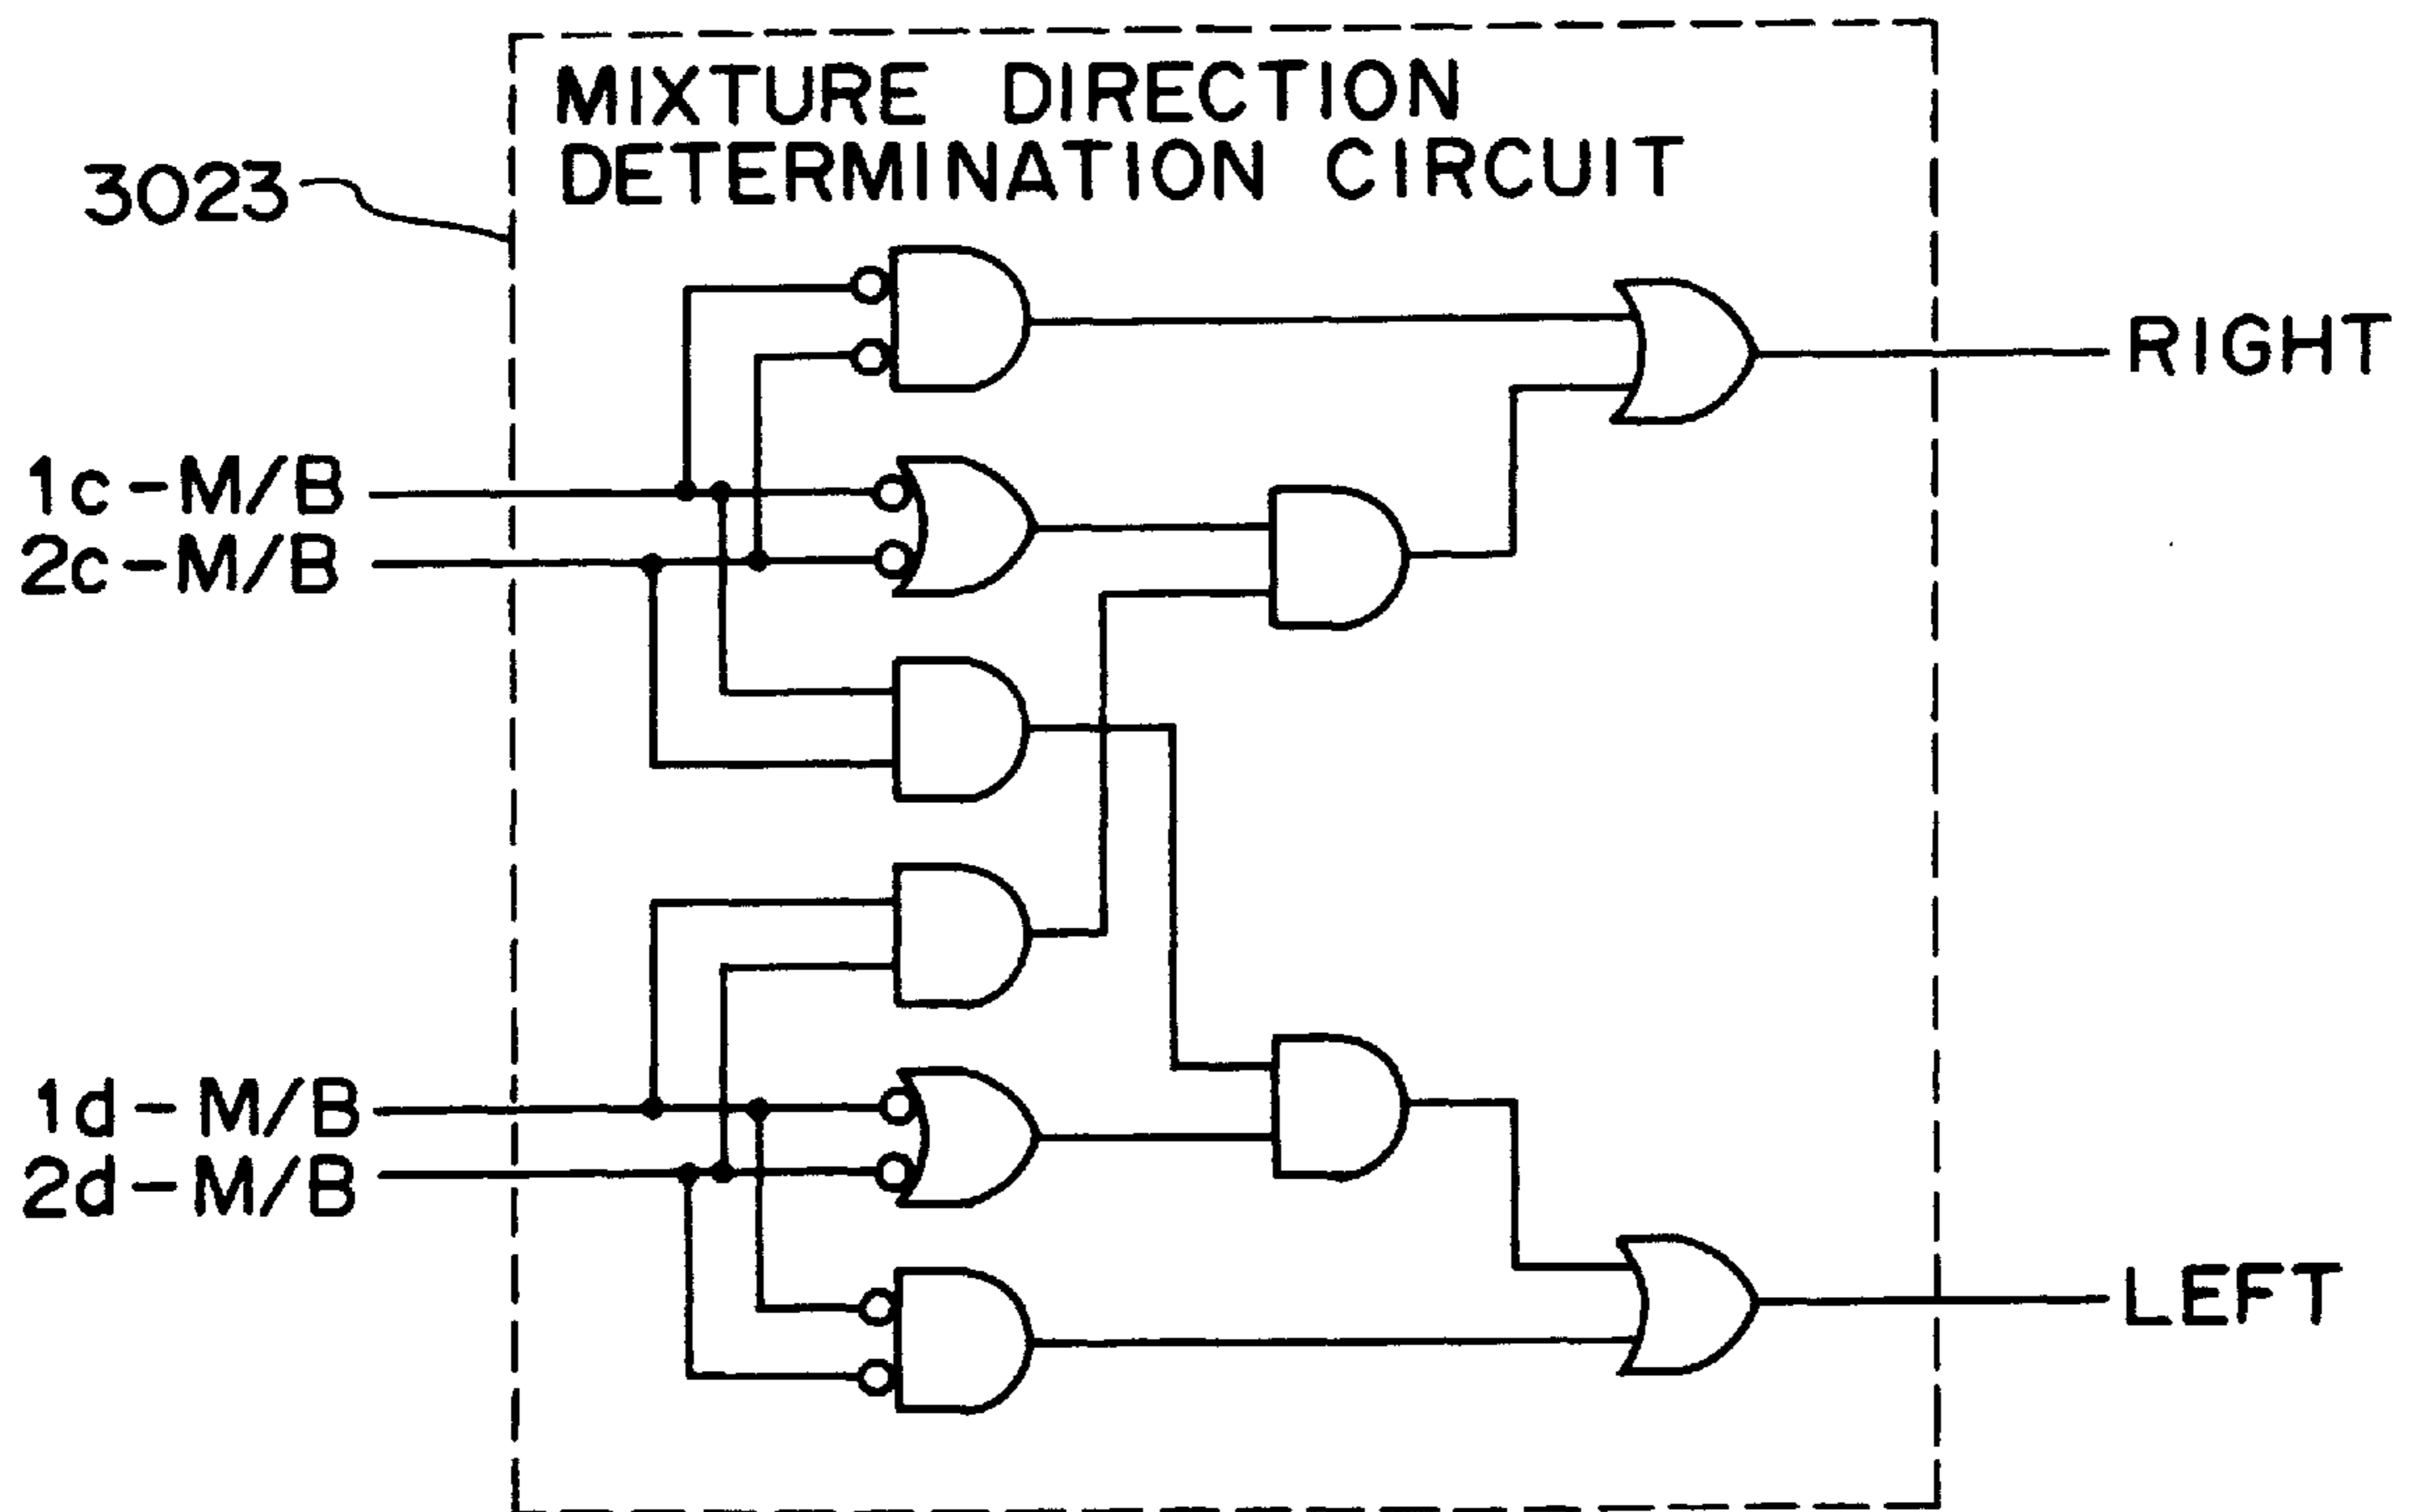 MIXTURE DIRECTION
DETERMINATION CIRCUIT
3023
RIGHT
1c-M/B
2c-M/B
1d-M/B
2d-M/B
LEFT